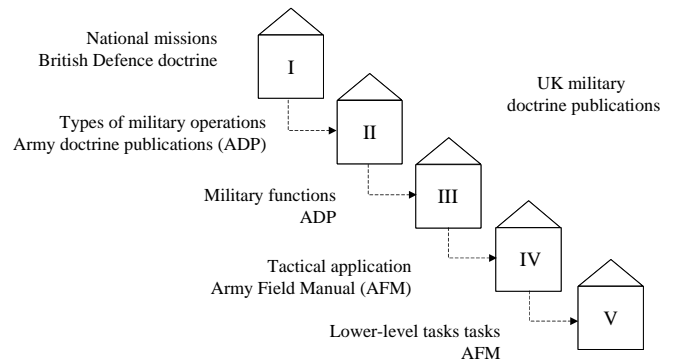 National missions
British Defence doctrine
I
UK military
doctrine publications
Types of military operations
Army doctrine publications (ADP)
II
Military functions
ADP
III
Tactical application
Army Field Manual (AFM)
IV
Lower-level tasks tasks
AFM
V